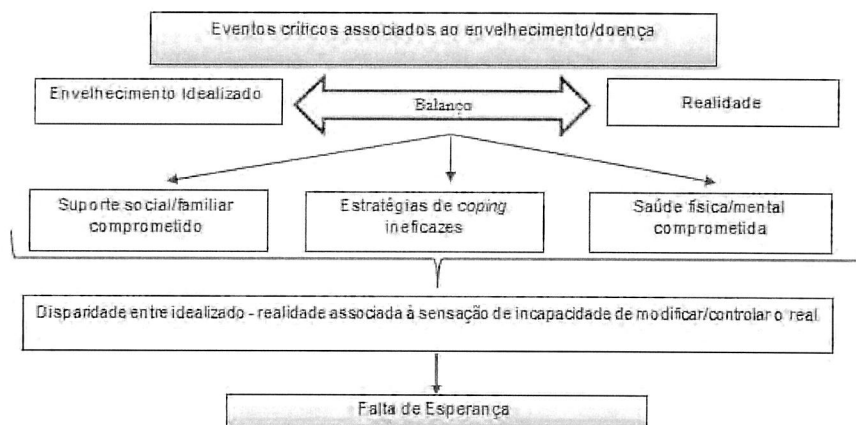 Eventos críticos associados ao envelhecimento/doença
Envelhecimento Idealizado
Balanço
Realidade
Suporte social/familiar
comprometido
Estratégias de coping
ineficazes
Saúde física/mental
comprometida
Disparidade entre idealizado - realidade associada à sensação de incapacidade de modificar/controlar o real
Falta de Esperança